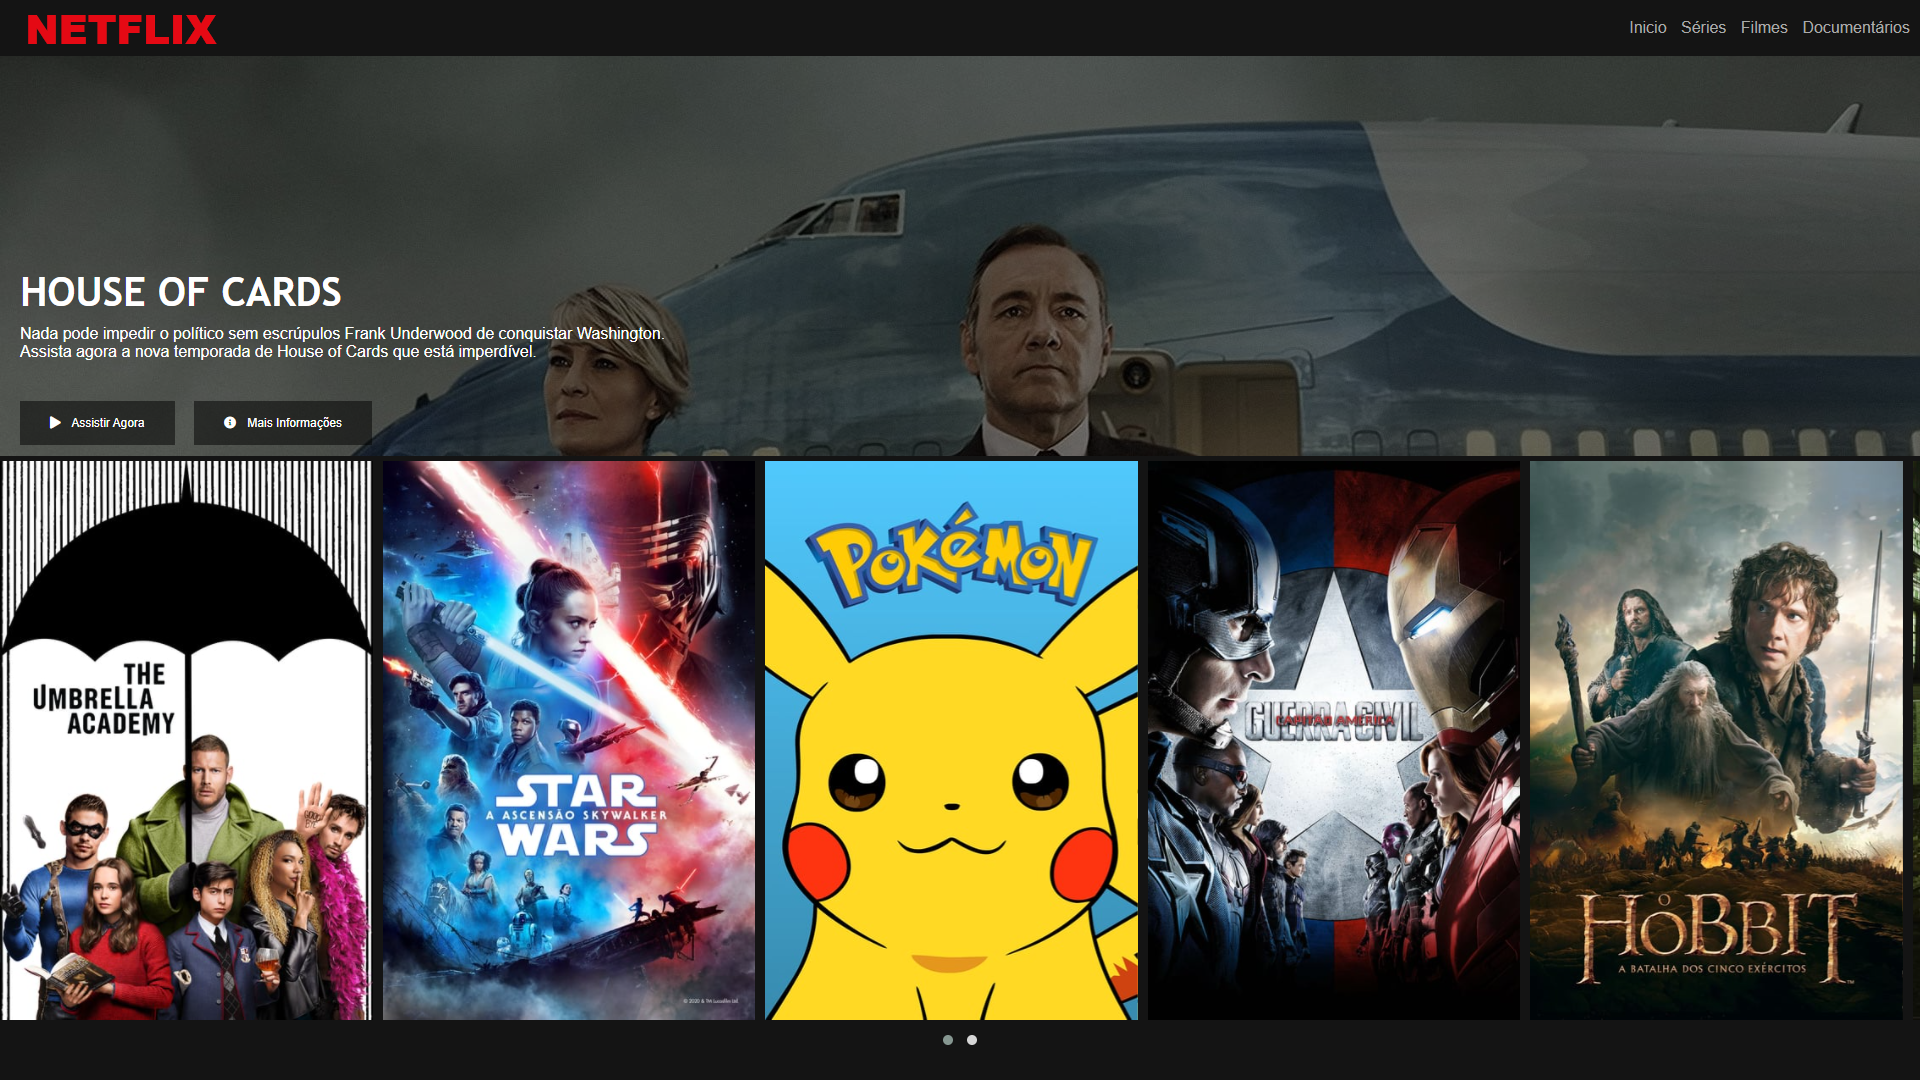 NETFLIX
Inicio Séries Filmes Documentários
HOUSE OF CARDS
Nada pode impedir o político sem escrúpulos Frank Underwood de conquistar Washington.
Assista agora a nova temporada de House of Cards que está imperdível.
Assistir Agora
Mais Informações
THE
UMBRELLA
ACADEMY
STAR
A ASCENSÃO SKYWALKER
WARS
POKéMON
GUERRA CIVIL
CAPITÃO AMÉRICA
O
HOBBIT
A BATALHA DOS CINCO EXÉRCITOS